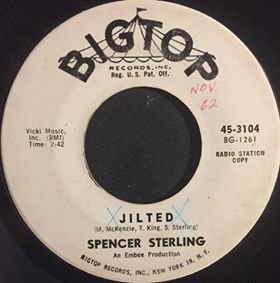 BIGTOP
RECORDS, INC.
Reg. U. S. Pat. Off.
NOV.
62
45-3104
BG-1261
RADIO STATION
COPY
Vicki Music,
Inc. (BMI)
Time: 2:42
X JILTED X
(M. McKenzie, T. King, S. Sterling)
SPENCER STERLING
An Embee Production
BIGTOP RECORDS, INC., NEW YORK 19, N.Y.